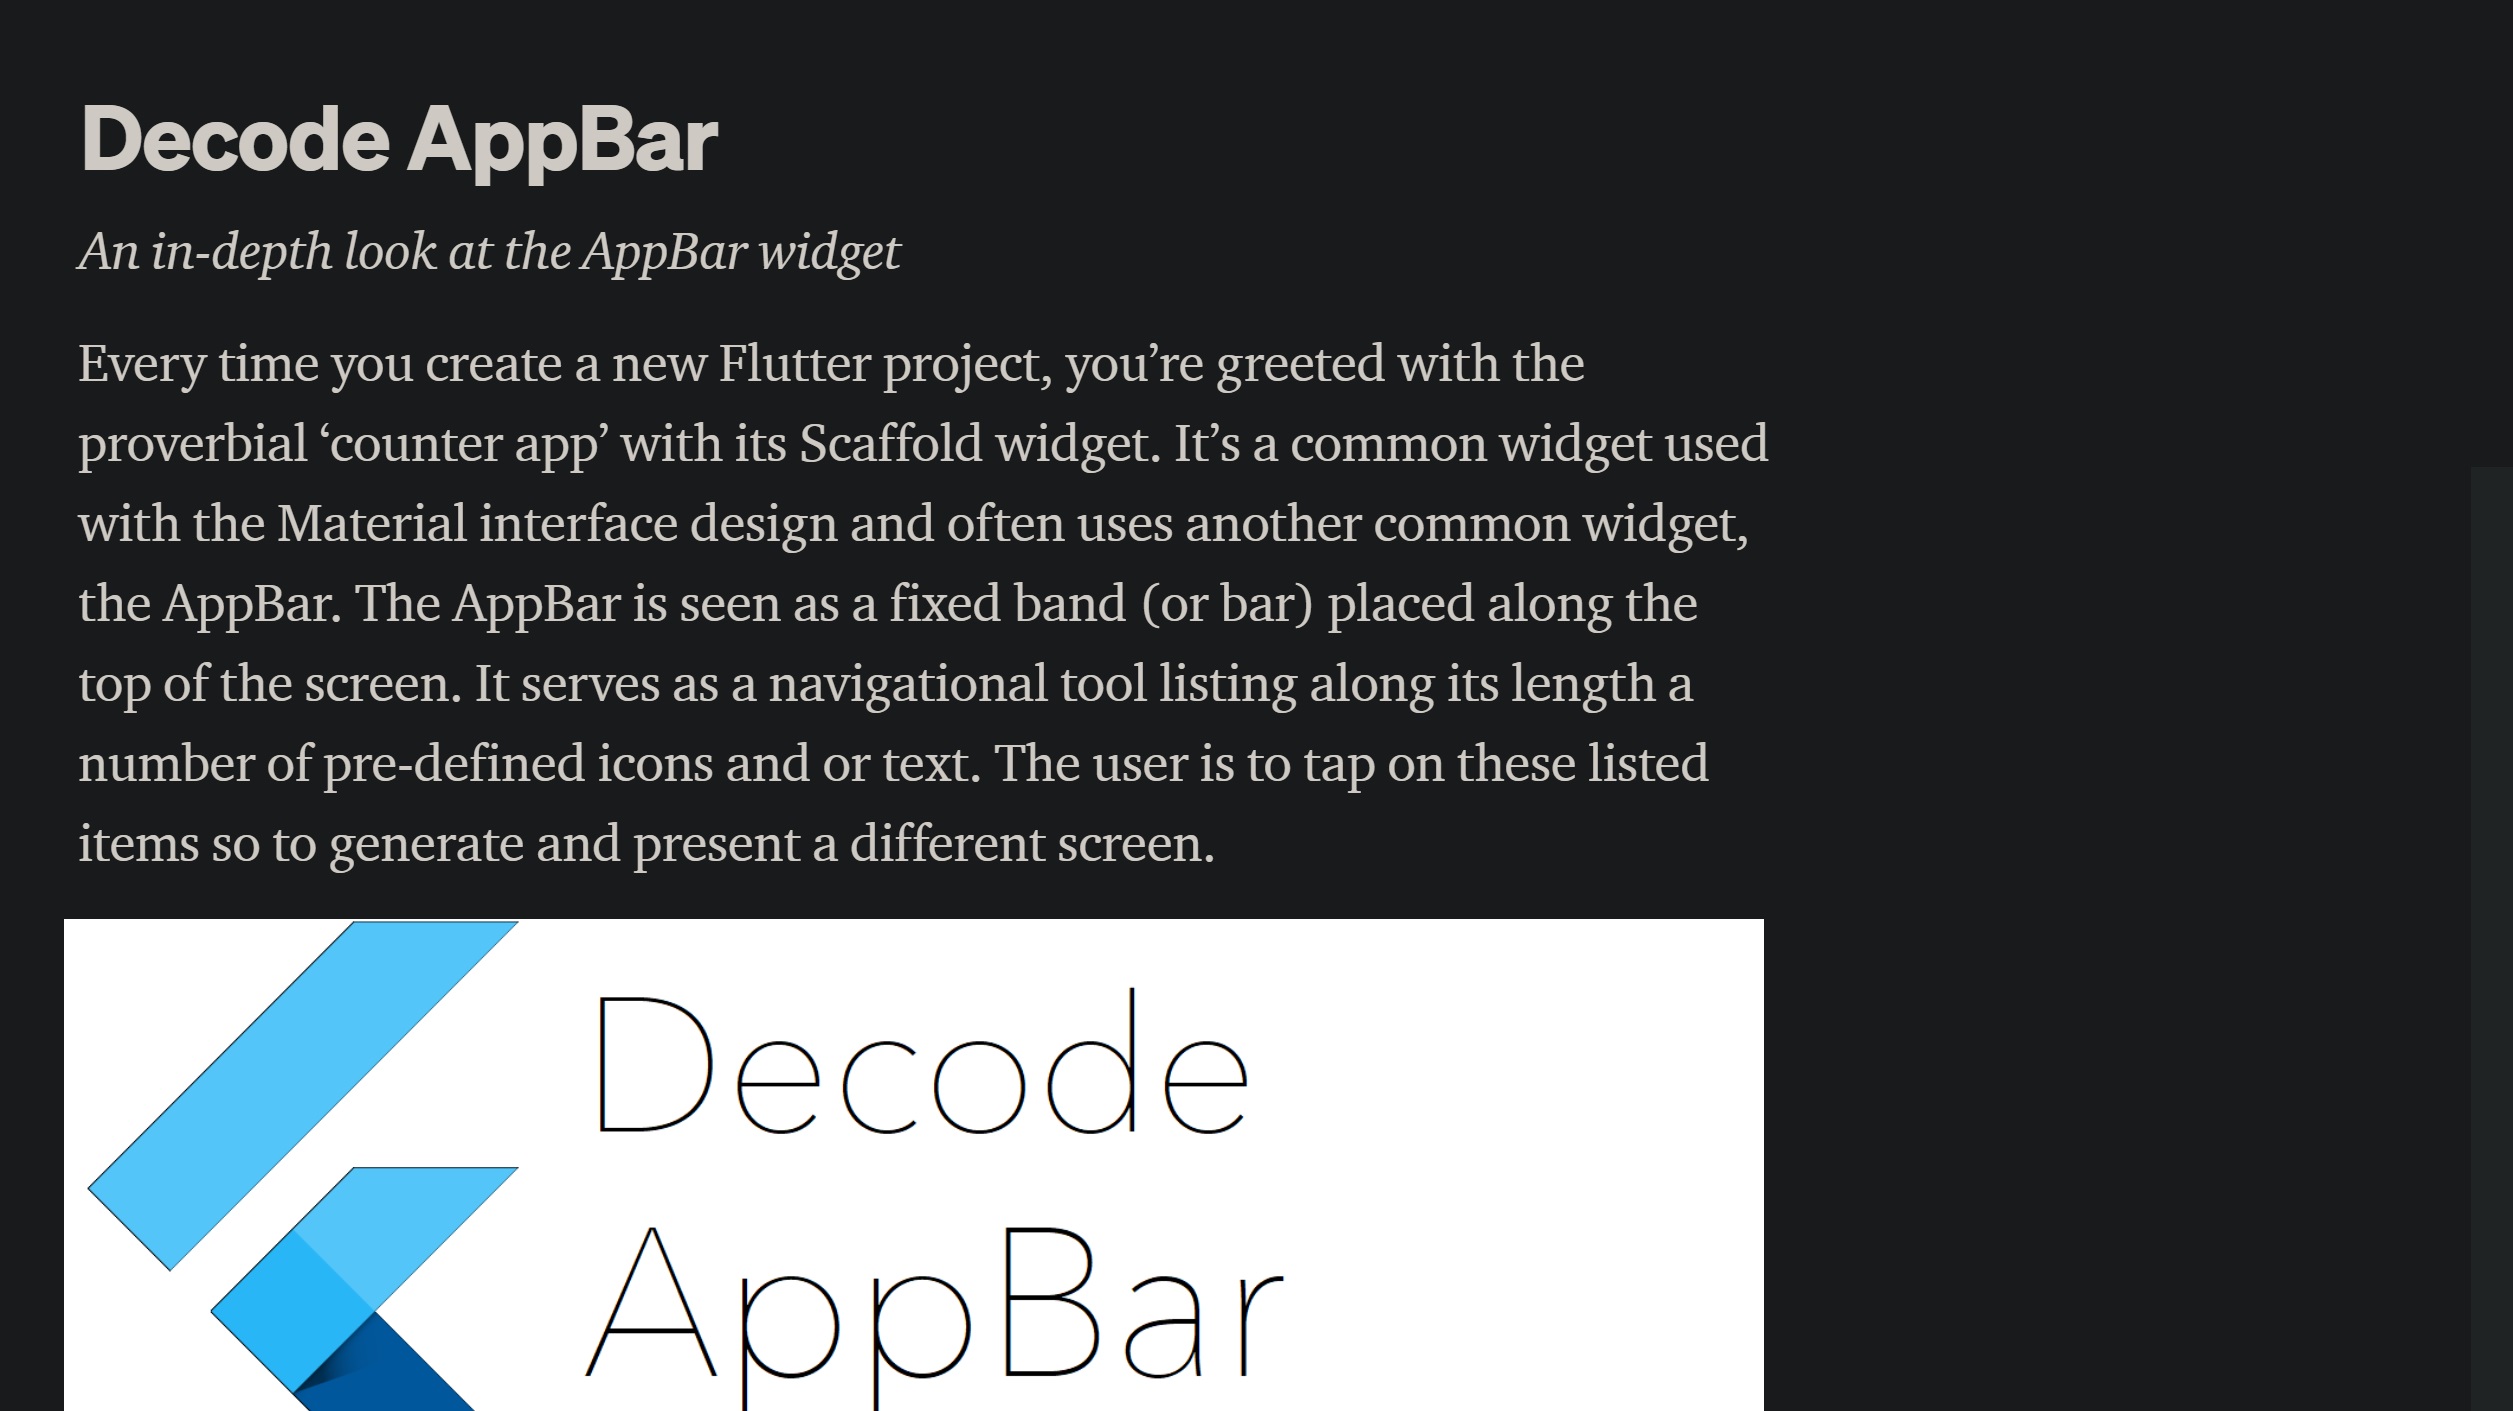 Decode AppBar
An in-depth look at the AppBar widget
Every time you create a new Flutter project, you’re greeted with the
proverbial ‘counter app’ with its Scaffold widget. It’s a common widget used
with the Material interface design and often uses another common widget,
the AppBar. The AppBar is seen as a fixed band (or bar) placed along the
top of the screen. It serves as a navigational tool listing along its length a
number of pre-defined icons and or text. The user is to tap on these listed
items so to generate and present a different screen.
Decode
AppBar